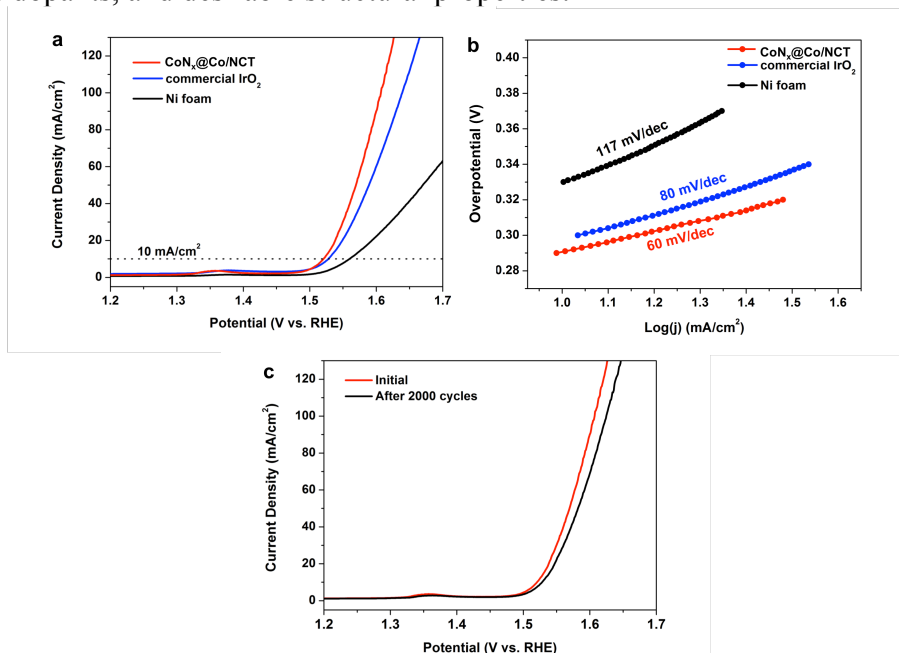 dopants, and desirable structural properties.
a
CoNx@Co/NCT
commercial IrO2
Ni foam
120
100
80
60
40
20
0
10 mA/cm2
Current Density (mA/cm2)
1.2 1.3 1.4 1.5 1.6 1.7
Potential (V vs. RHE)
b
CoNx@Co/NCT
commercial IrO2
Ni foam
0.40
0.36
0.34
0.32
0.30
0.28
117 mV/dec
80 mV/dec
60 mV/dec
Overpotential (V)
1.0 1.1 1.2 1.3 1.4 1.5 1.6
Log(j) (mA/cm2)
c
Initial
After 2000 cycles
120
100
80
60
40
20
0
Current Density (mA/cm2)
1.2 1.3 1.4 1.5 1.6 1.7
Potential (V vs. RHE)